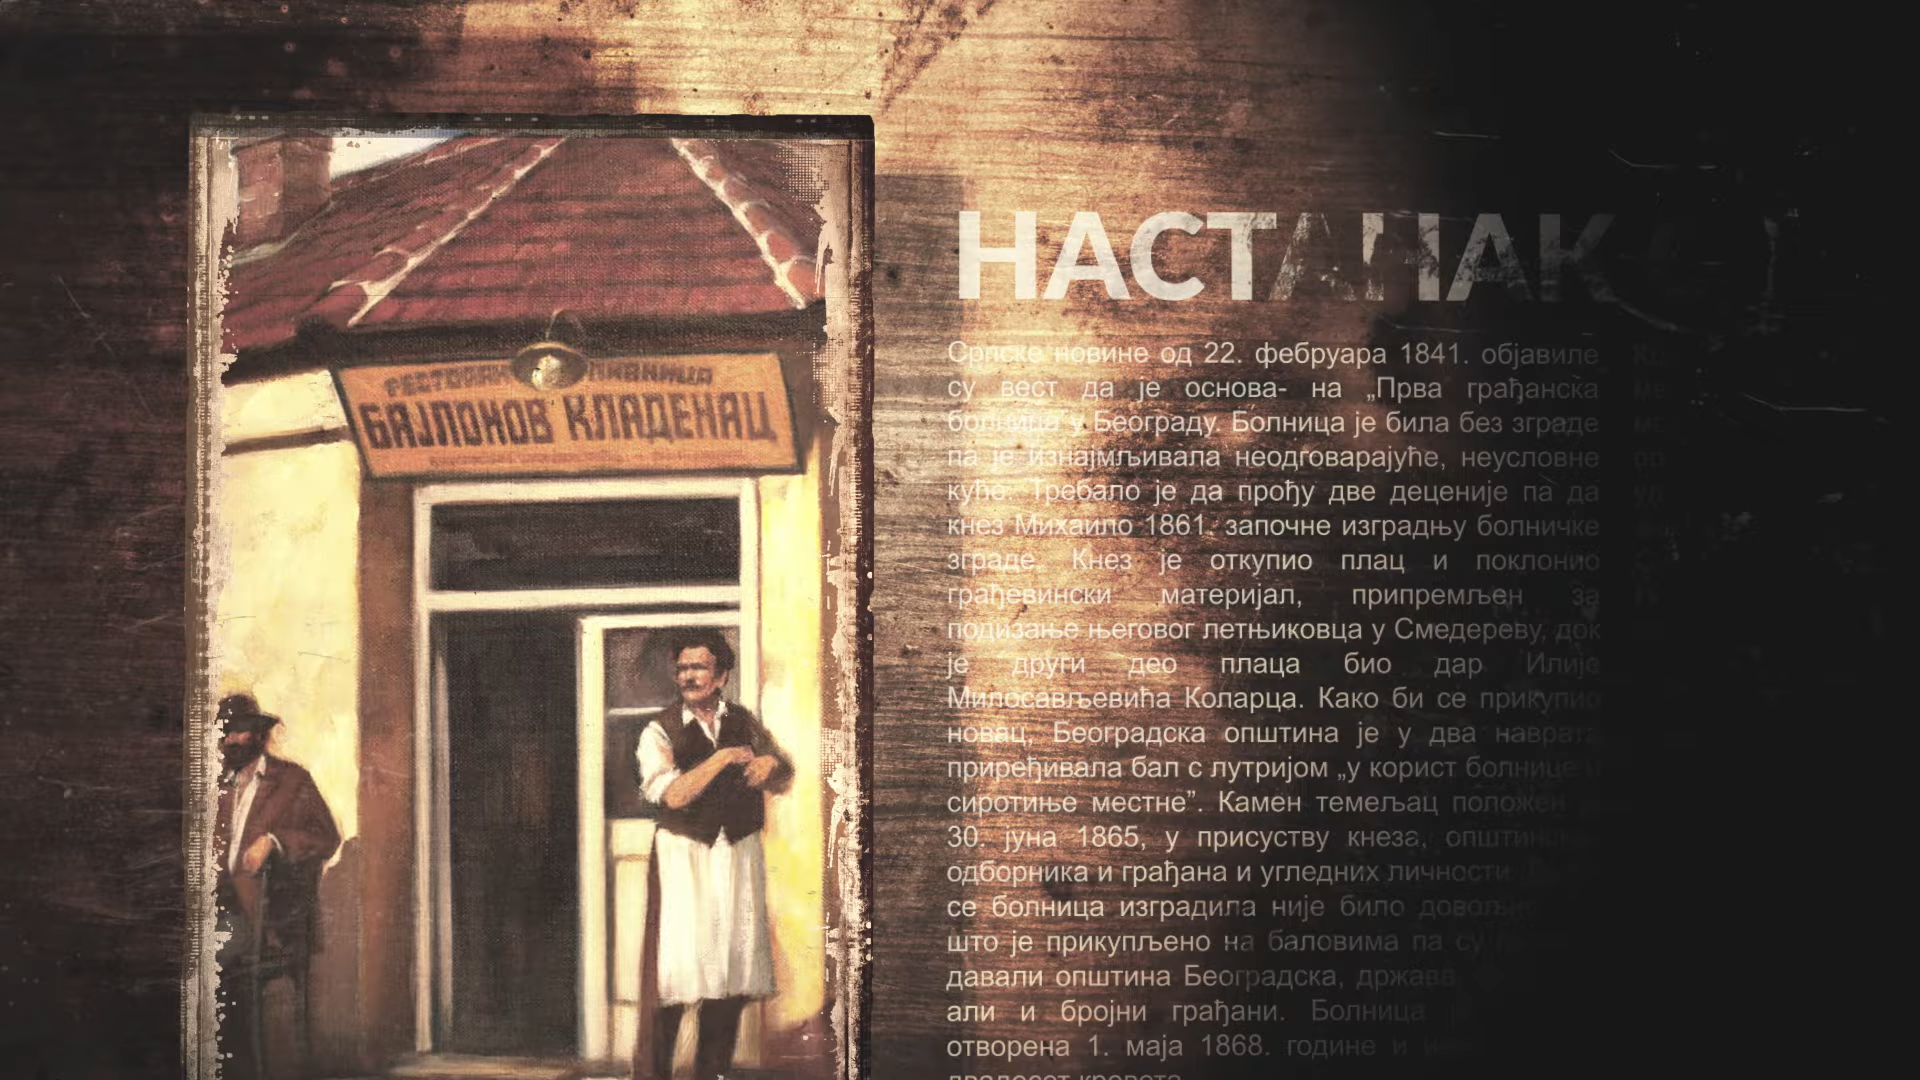 РЕСТОРАН ПИВНИЦА
БАЈЛОНОВ КЛАДЕНАЦ
НАСТАНАК
Српске новине од 22. фебруара 1841. објавиле
су вест да је основа- на „Прва грађанска
болница у Београду. Болница је била без зграде
па је изнајмљивала неодговарајуће, неусловне
куће. Требало је да прођу две деценије па да
кнез Михаило 1861. започне изградњу болничке
зграде. Кнез је откупио плац и поклонио
грађевински материјал, припремљен за
подизање његовог летњиковца у Смедереву, док
је други део плаца био дар Илије
Милосављевића Коларца. Како би се прикупио
новац, Београдска општина је у два наврата
приређивала бал с лутријом „у корист болнице и
сиротиње местне”. Камен темељац положен
30. јуна 1865, у присуству кнеза,
одборника и грађана и угледних личности
се болница изградила није било довољно
што је прикупљено на баловима па су
давали општина Београдска, држава,
али и бројни грађани. Болница
отворена 1. маја 1868. године и
двадесет кревета.